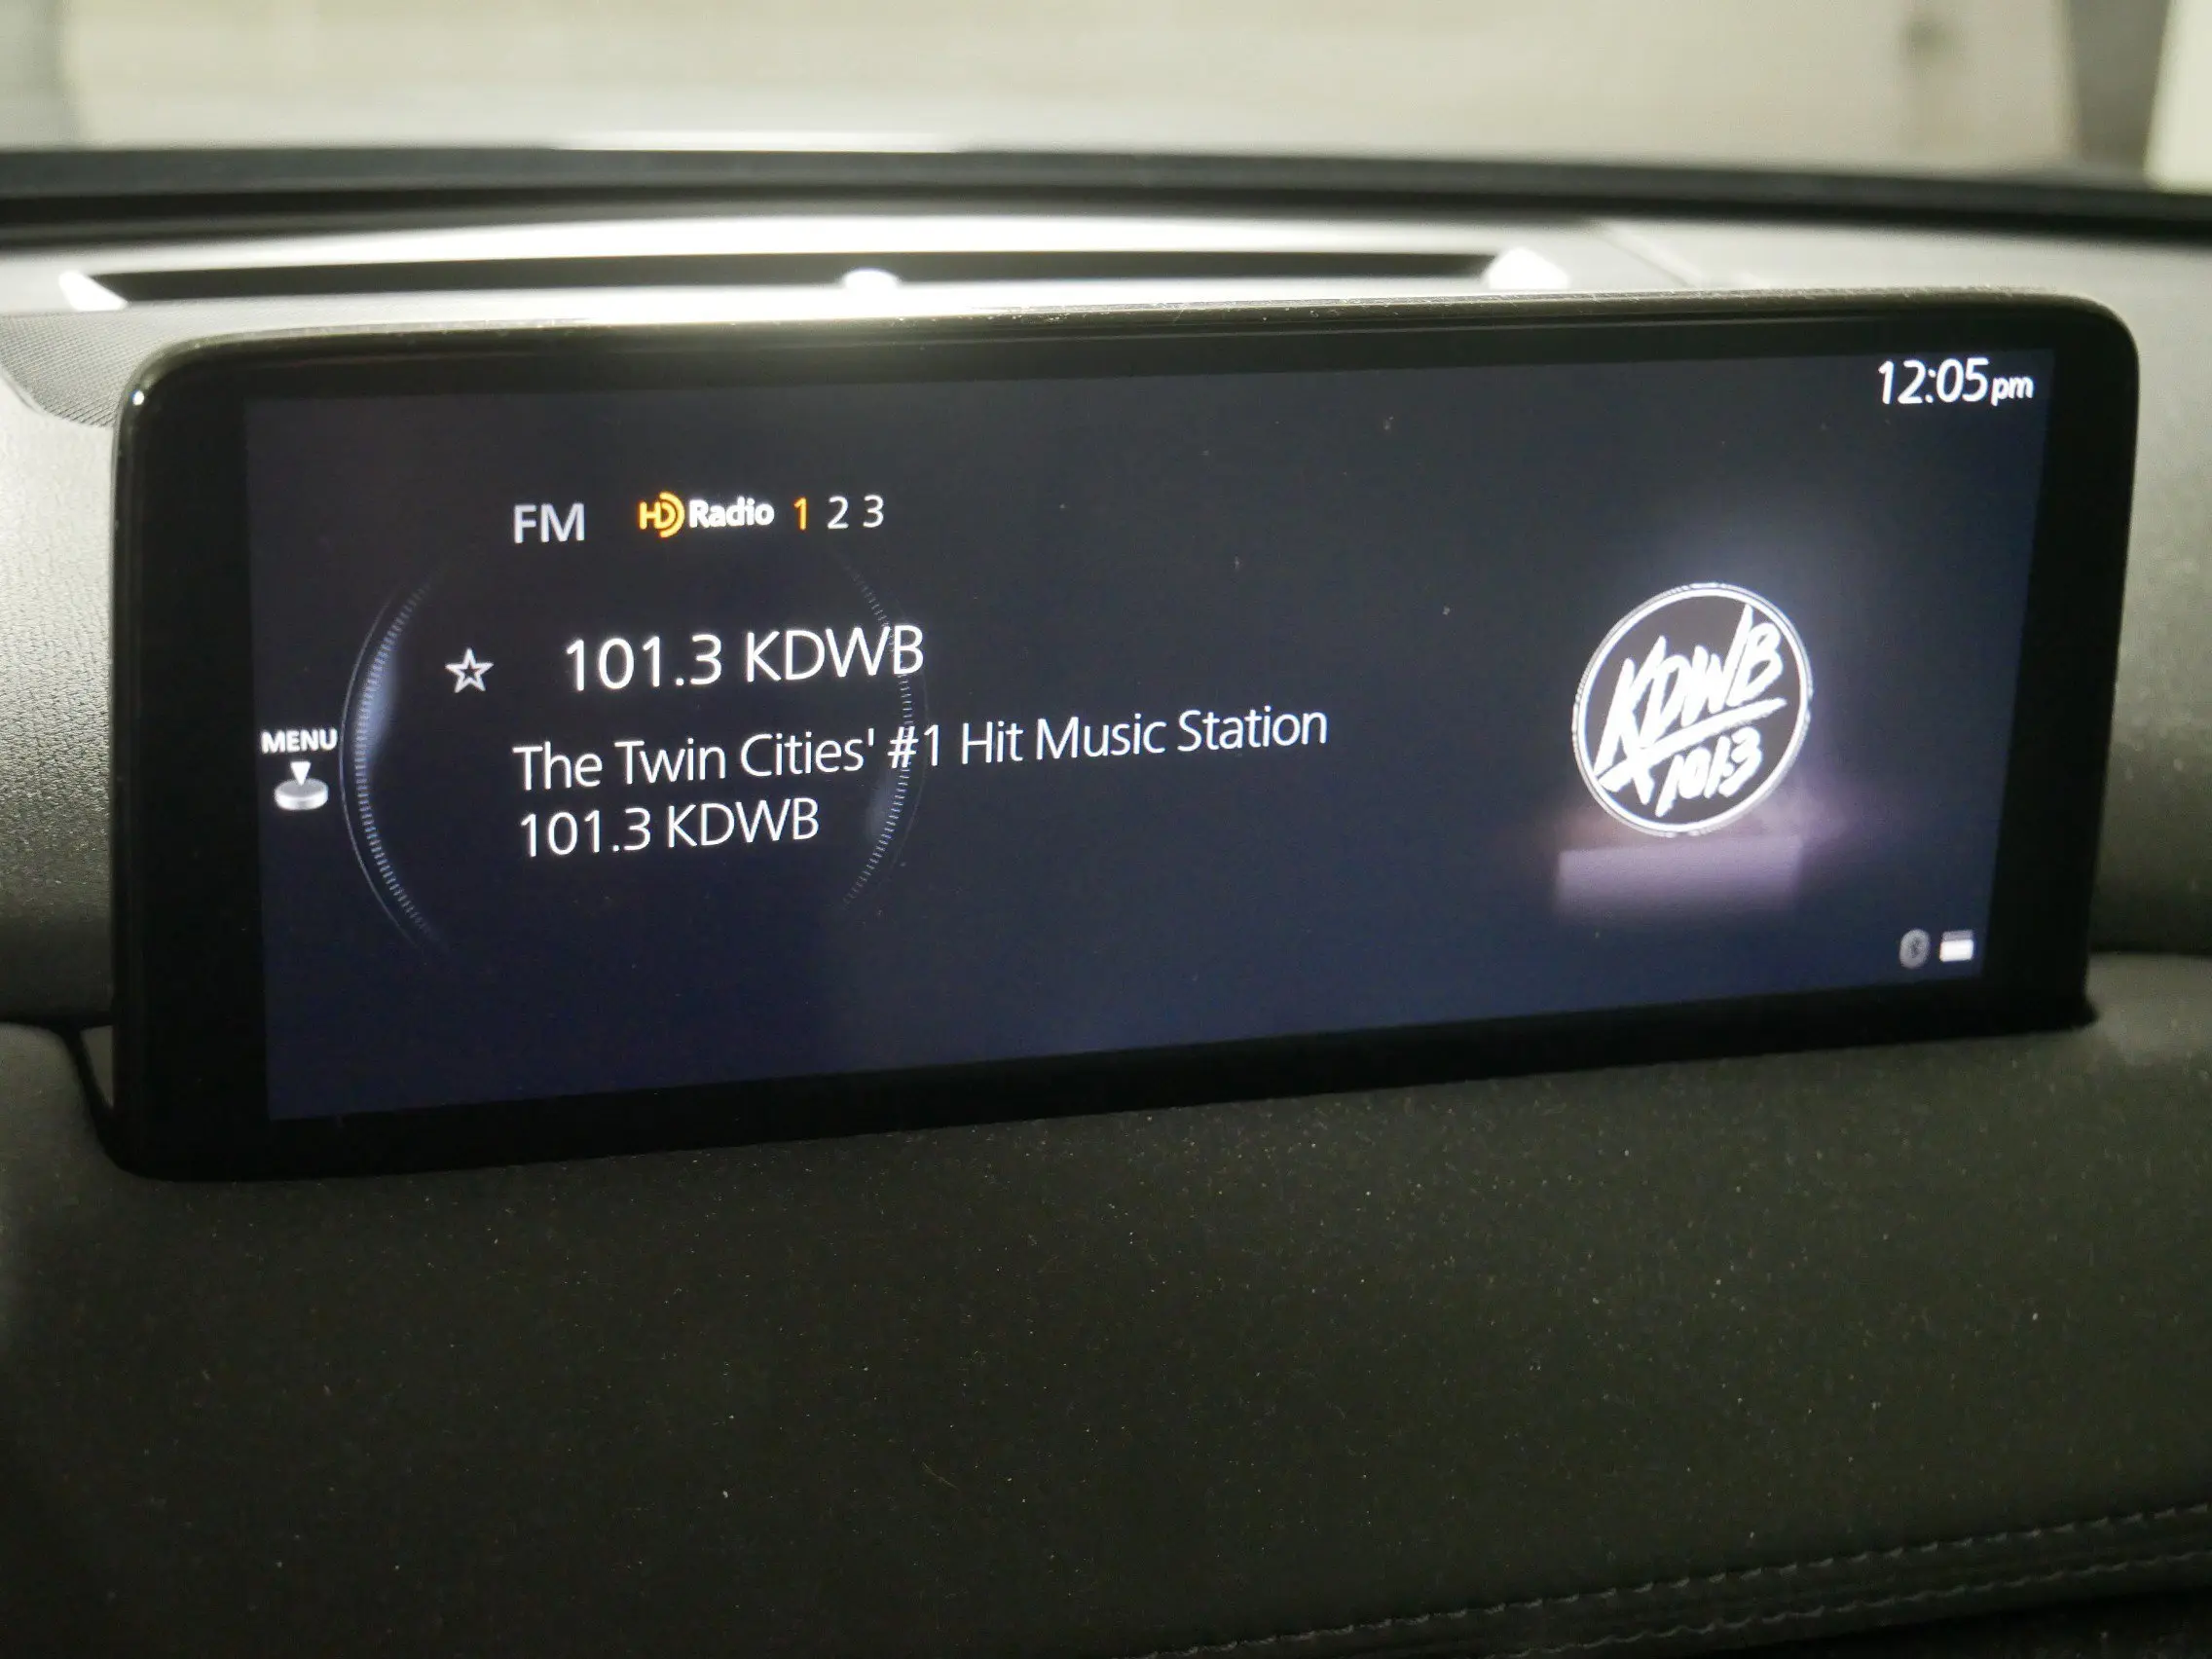 12:05pm
FM HD Radio 1 2 3
101.3 KDWB
MENU
The Twin Cities' #1 Hit Music Station
101.3 KDWB
KDWB
101.3